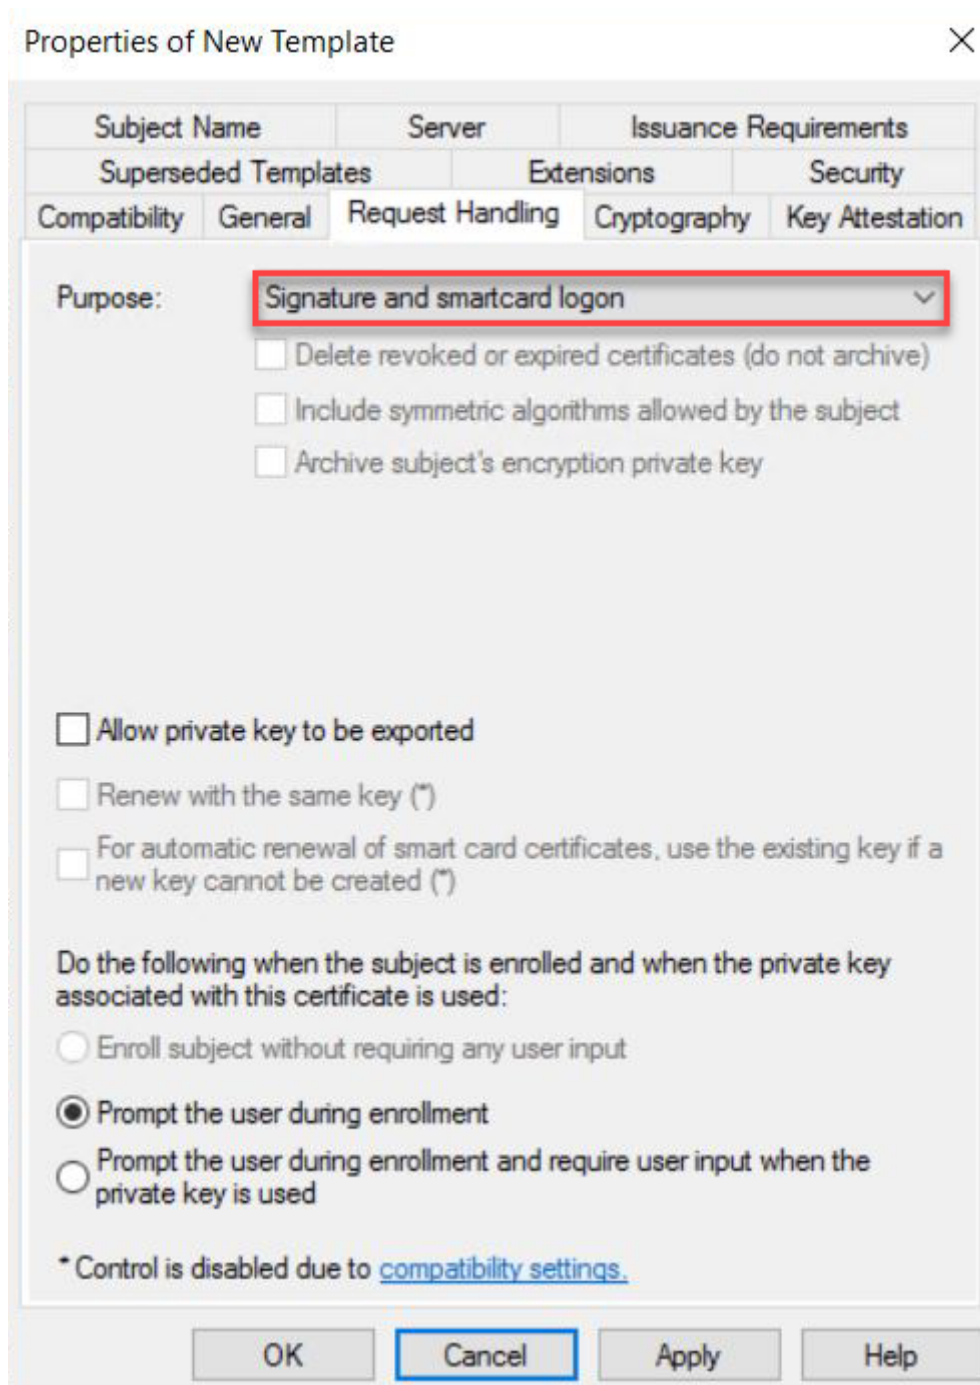 Properties of New Template
Subject Name Server Issuance Requirements
Superseded Templates Extensions Security
Compatibility General Request Handling Cryptography Key Attestation
Purpose: Signature and smartcard logon
Delete revoked or expired certificates (do not archive)
Include symmetric algorithms allowed by the subject
Archive subject's encryption private key
Allow private key to be exported
Renew with the same key (*)
For automatic renewal of smart card certificates, use the existing key if a
new key cannot be created (*)
Do the following when the subject is enrolled and when the private key
associated with this certificate is used:
Enroll subject without requiring any user input
Prompt the user during enrollment
Prompt the user during enrollment and require user input when the
private key is used
* Control is disabled due to compatibility settings.
OK Cancel Apply Help